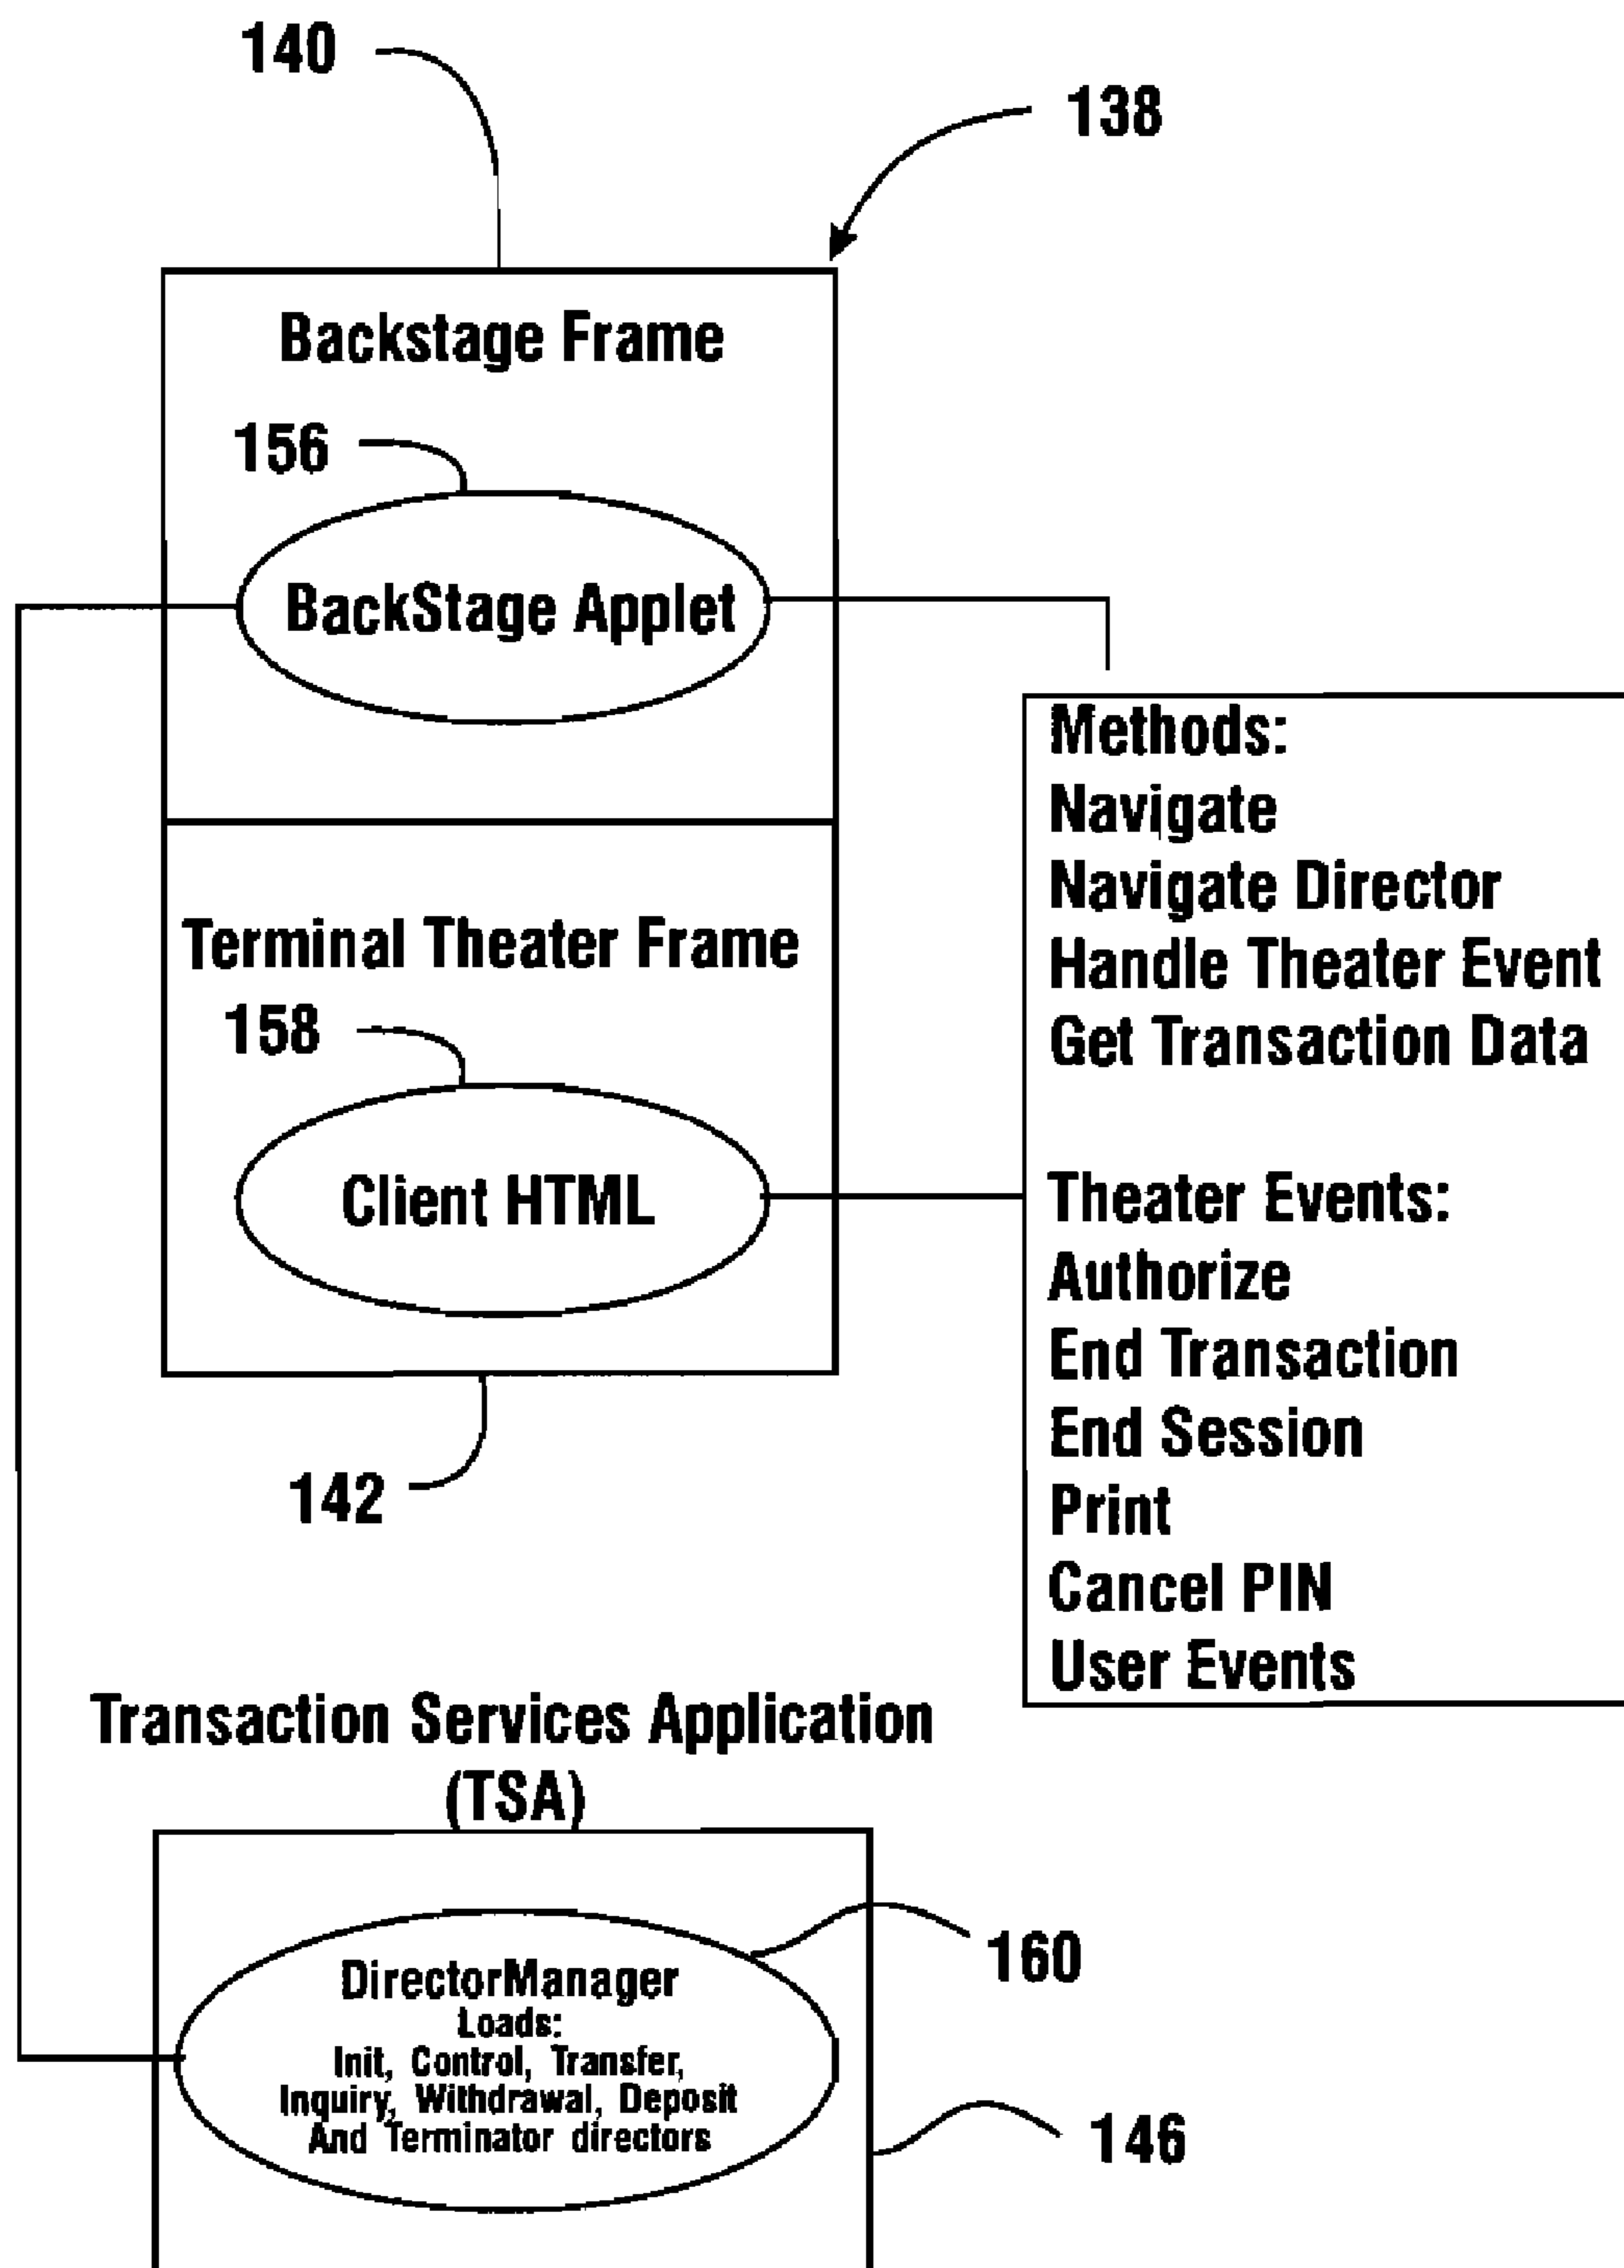 140
138
Backstage Frame
156
BackStage Applet
Methods:
Navigate
Navigate Director
Handle Theater Event
Get Transaction Data
Terminal Theater Frame
158
Client HTML
Theater Events:
Authorize
End Transaction
End Session
Print
Cancel PIN
User Events
142
Transaction Services Application
(TSA)
160
DirectorManager
Loads:
Init, Control, Transfer,
Inquiry, Withdrawal, Deposit
And Terminator directors
146